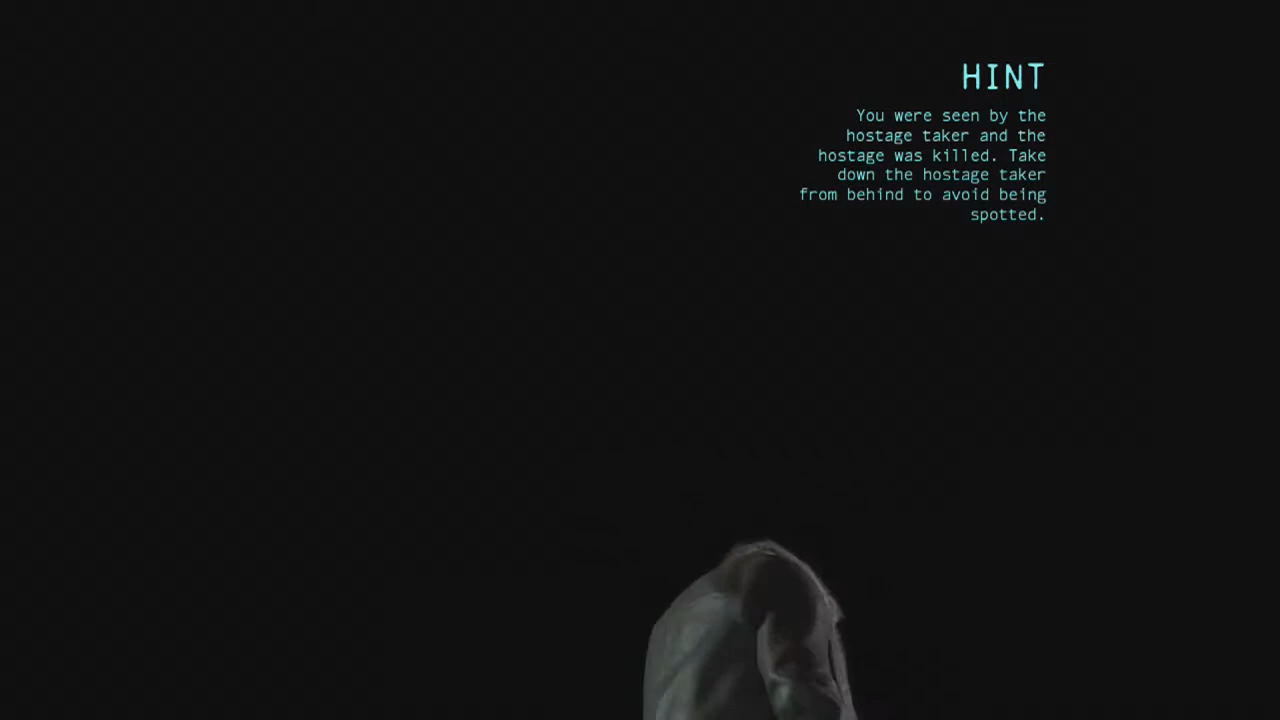 HINT
You were seen by the
hostage taker and the
hostage was killed. Take
down the hostage taker
from behind to avoid being
spotted.